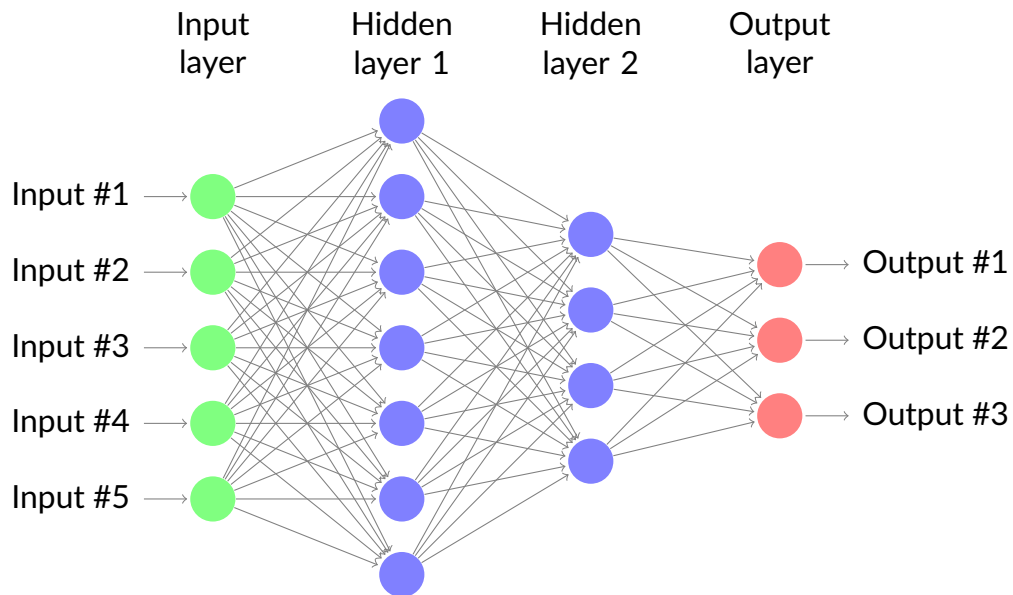 Input
layer
Hidden
layer 1
Hidden
layer 2
Output
layer
Input #1
Input #2
Input #3
Input #4
Input #5
Output #1
Output #2
Output #3